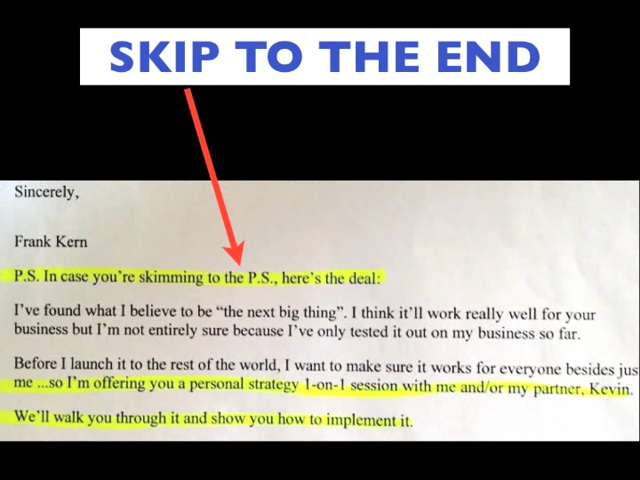 SKIP TO THE END
Sincerely,
Frank Kern
P.S. In case you're skimming to the P.S., here's the deal:
I've found what I believe to be “the next big thing”. I think it'll work really well for your
business but I'm not entirely sure because I've only tested it out on my business so far.
Before I launch it to the rest of the world, I want to make sure it works for everyone besides jus
me ...so I'm offering you a personal strategy 1-on-1 session with me and/or my partner, Kevin.
We'll walk you through it and show you how to implement it.